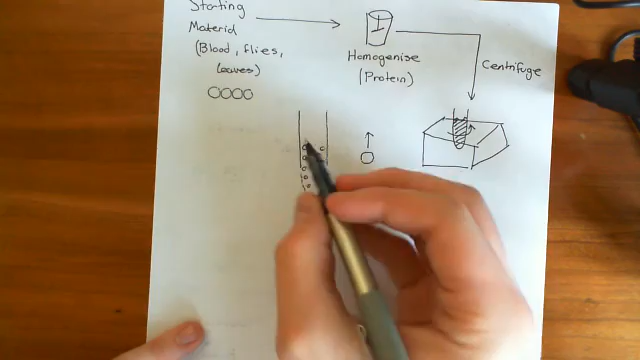 Starting
Material
(Blood, flies,
leaves)
I
Homogenise
(Protein)
Centrifuge